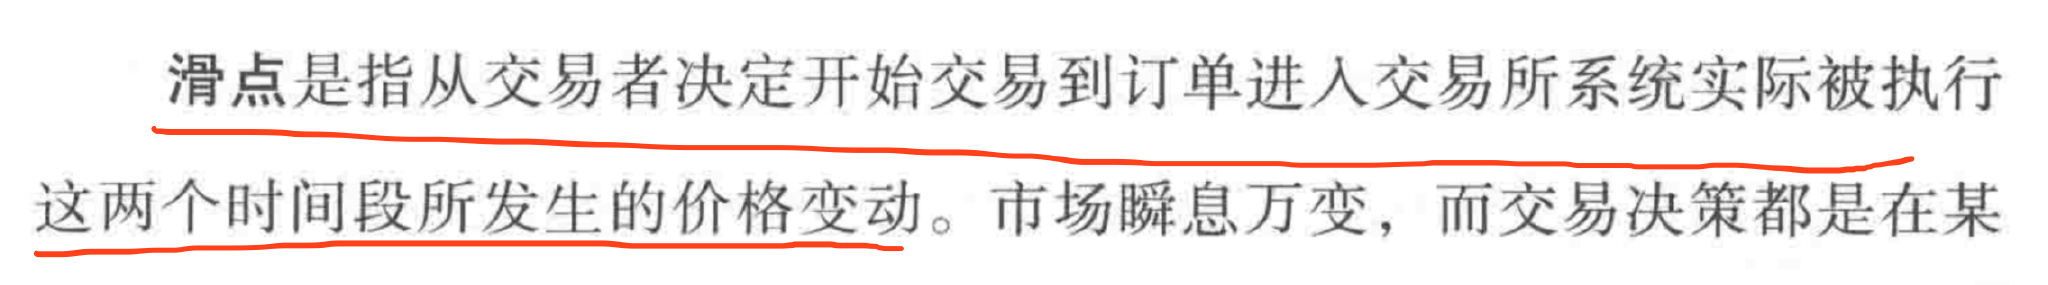 滑点是指从交易者决定开始交易到订单进入交易所系统实际被执行
这两个时间段所发生的价格变动。市场瞬息万变，而交易决策都是在某